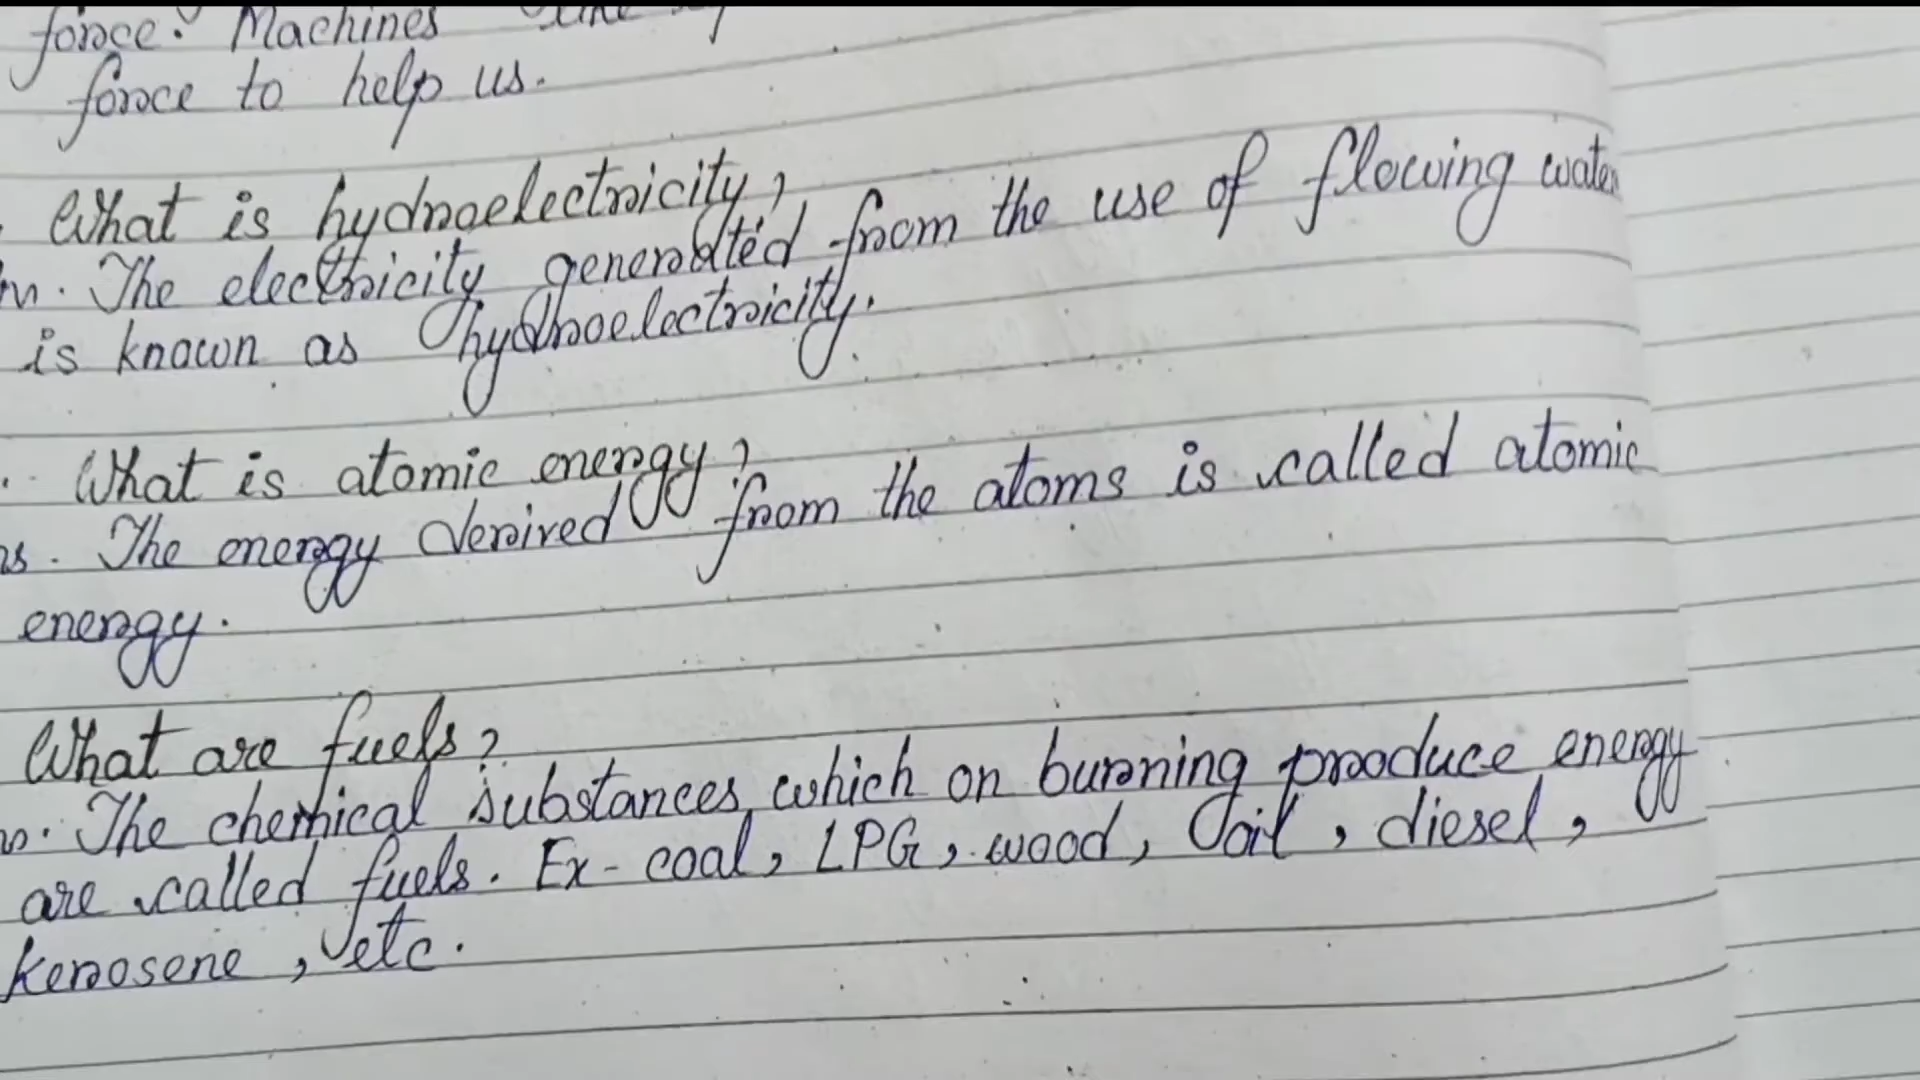 force. Machines
force to help us.
What is hydroelectricity?
The electricity generated from the use of flowing water
is known as hydroelectricity.
What is atomic energy?
The energy derived from the atoms is called atomic
energy.
What are fuels?
The chemical substances which on burning produce energy
are called fuels. Ex- coal, LPG, wood, oil, diesel,
kerosene, etc.